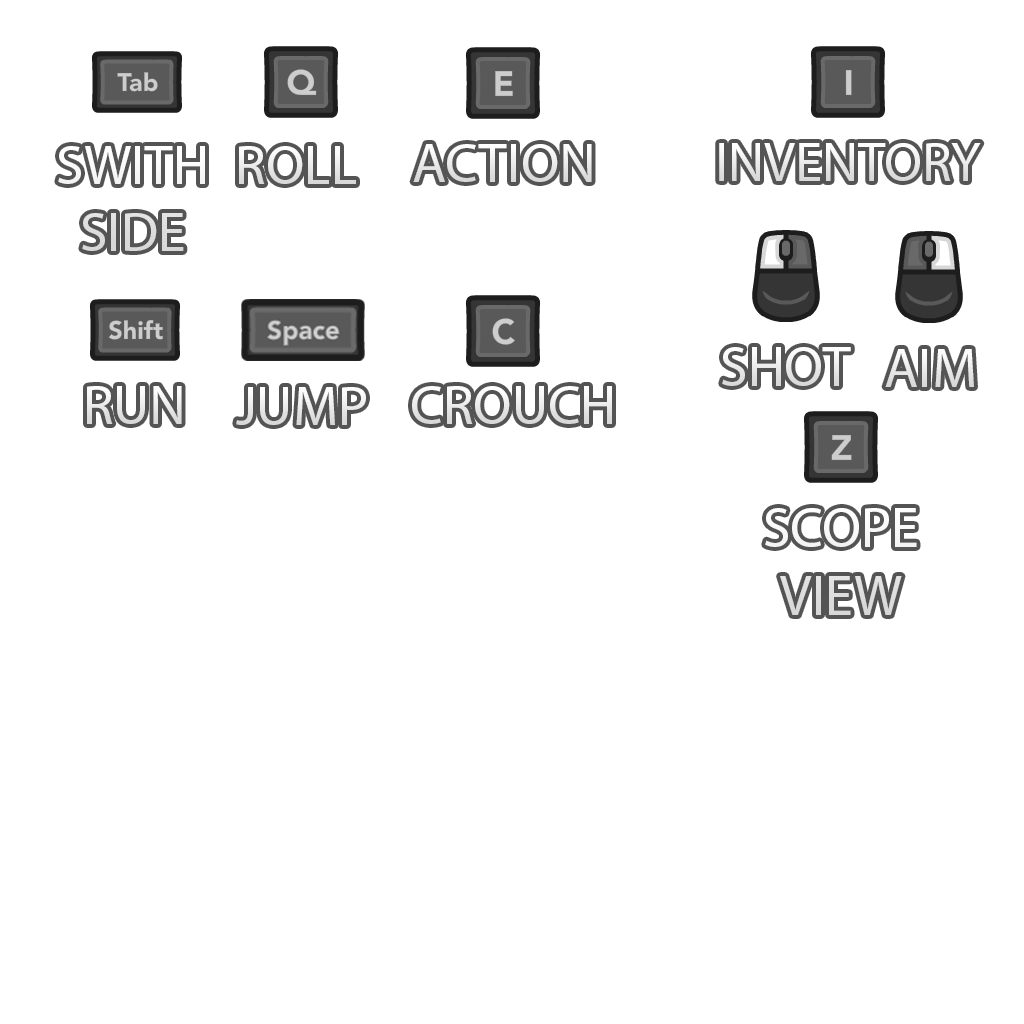 Tab Q E I
SWITH ROLL ACTION INVENTORY
SIDE
Shift Space C
SHOT AIM
RUN JUMP CROUCH
Z
SCOPE
VIEW